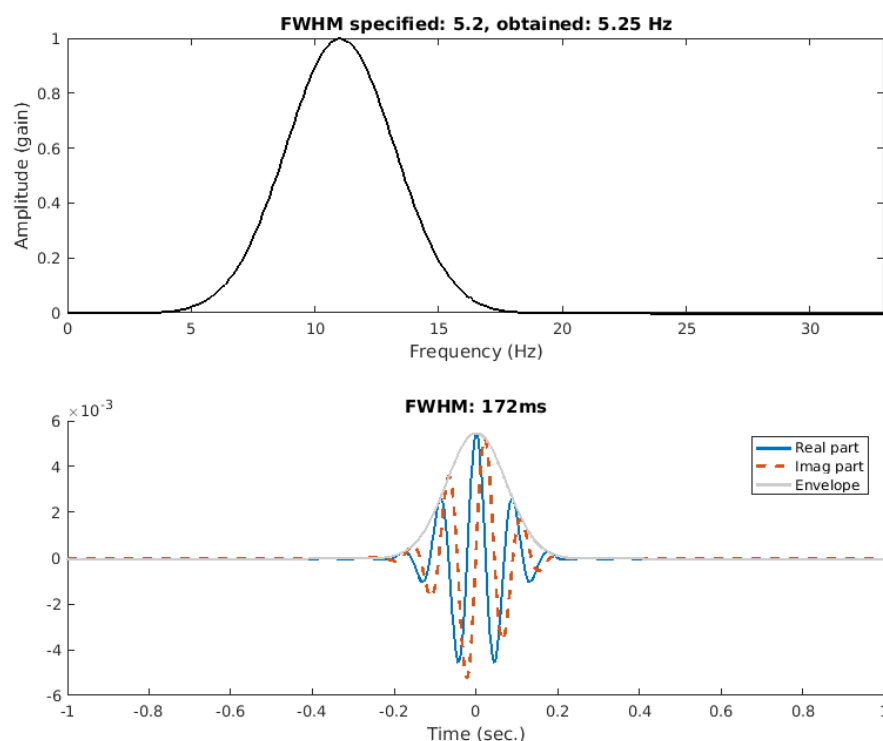 FWHM specified: 5.2, obtained: 5.25 Hz
Amplitude (gain)
1
0.8
0.6
0.4
0.2
0
0 5 10 15 20 25 30
Frequency (Hz)
FWHM: 172ms
×10⁻³
6
4
2
0
-2
-4
-6
Real part
Imag part
Envelope
-1 -0.8 -0.6 -0.4 -0.2 0 0.2 0.4 0.6 0.8 1
Time (sec.)